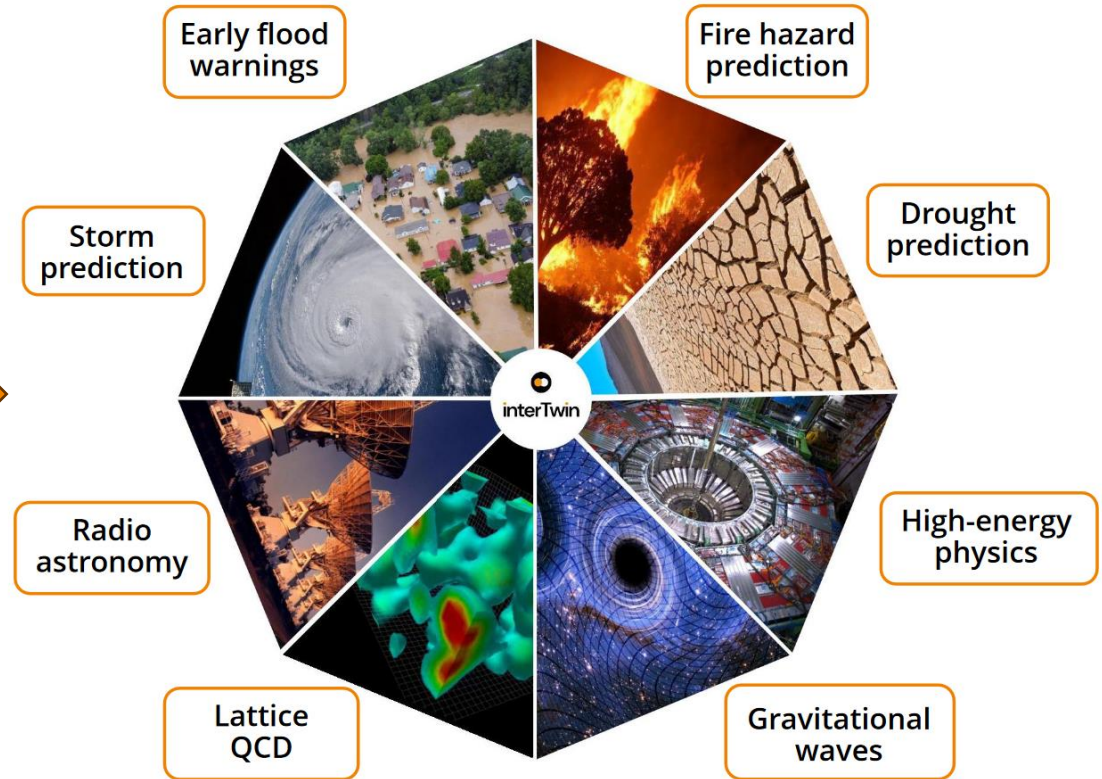 Early flood
warnings
Fire hazard
prediction
Storm
prediction
Drought
prediction
interTwin
Radio
astronomy
High-energy
physics
Lattice
QCD
Gravitational
waves